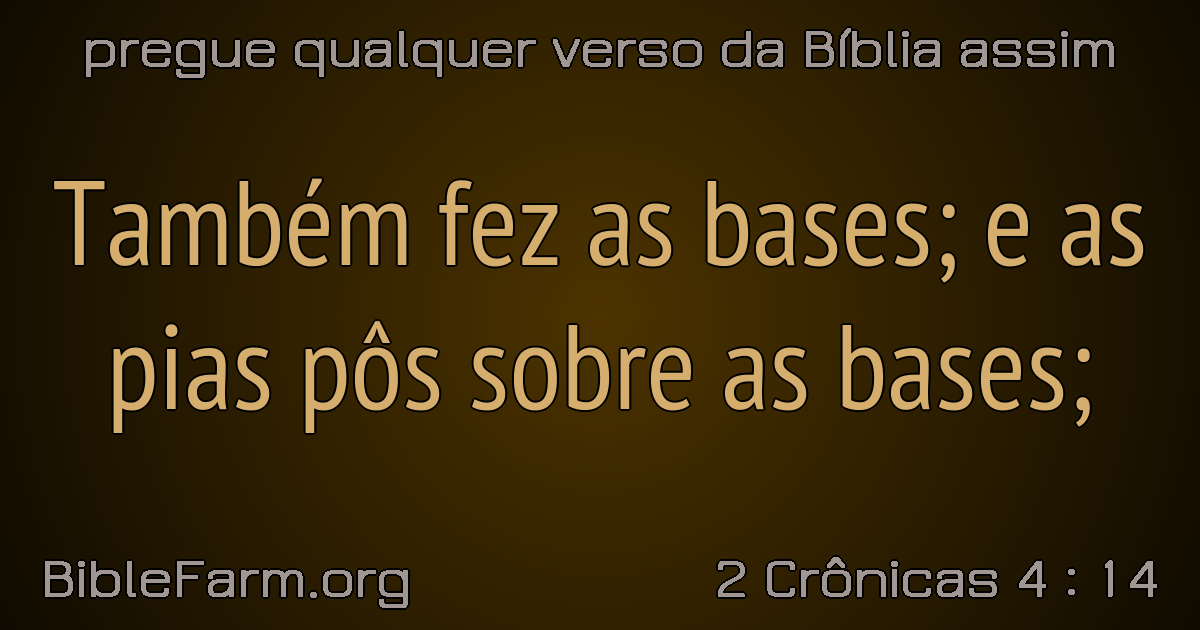 pregue qualquer verso da Bíblia assim
Também fez as bases; e as
pias pôs sobre as bases;
BibleFarm.org
2 Crônicas 4 : 14